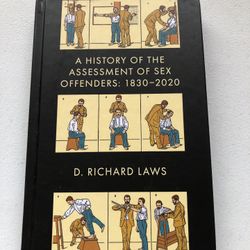 A HISTORY OF THE
ASSESSMENT OF SEX
OFFENDERS: 1830–2020
D. RICHARD LAWS